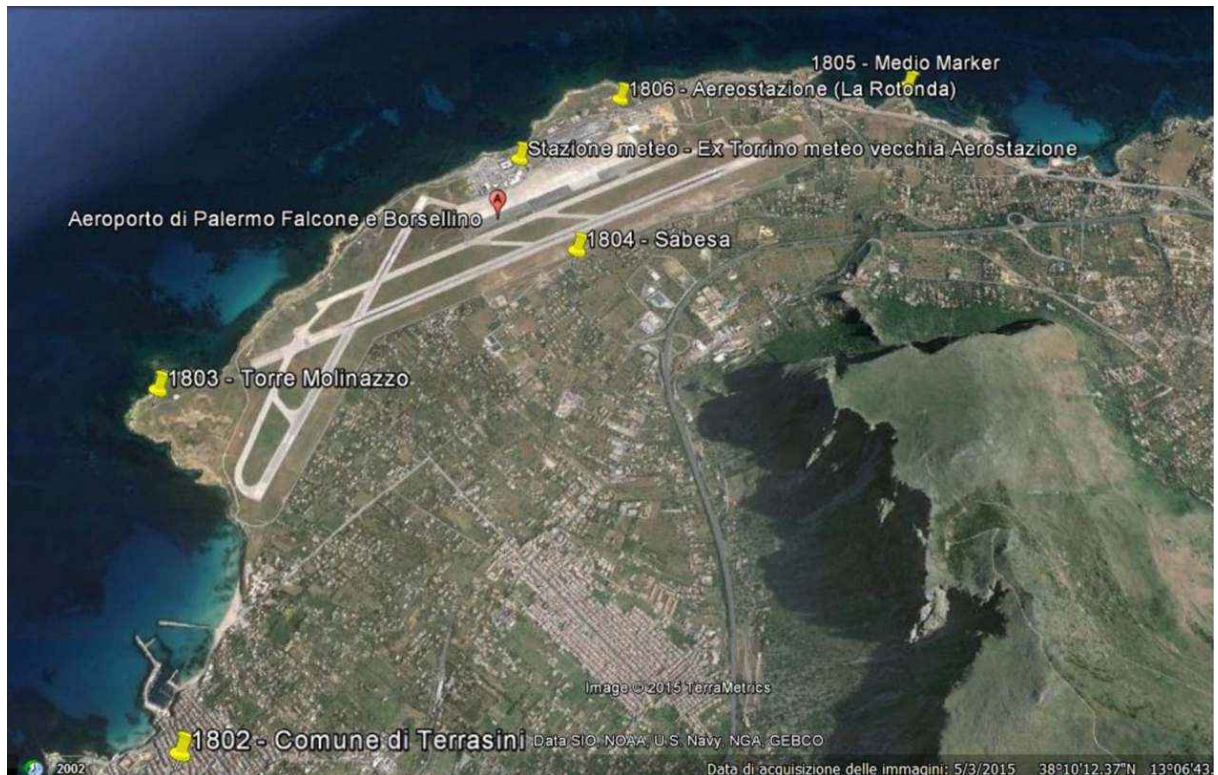 1805 - Medio Marker
1806 - Aereostazione (La Rotonda)
Stazione meteo - Ex Torrino meteo vecchia Aerostazione
A
Aeroporto di Palermo Falcone e Borsellino
1804 - Sabesa
1803 - Torre Molinazzo
Image © 2015 TerraMetrics
1802 - Comune di Terrasini
Data SIO, NOAA, U.S. Navy, NGA, GEBCO
2002
Data di acquisizione delle immagini: 5/3/2015 38°10'12.37"N 13°06'43